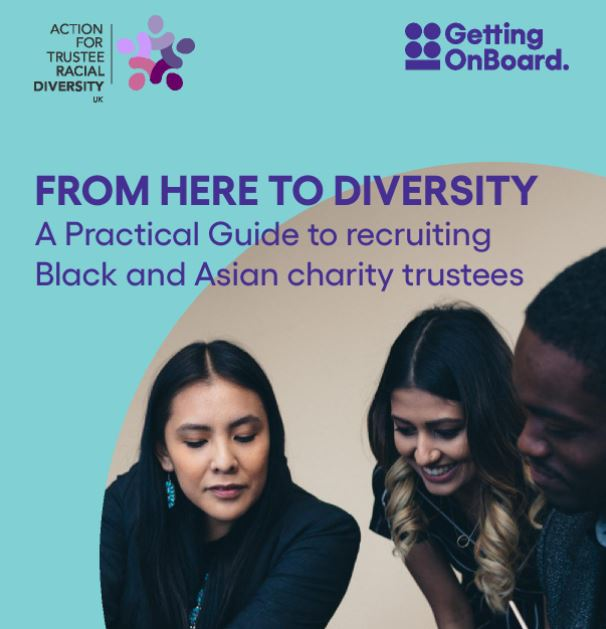 ACTION
FOR
TRUSTEE
RACIAL
DIVERSITY
UK
Getting
OnBoard.
FROM HERE TO DIVERSITY
A Practical Guide to recruiting
Black and Asian charity trustees